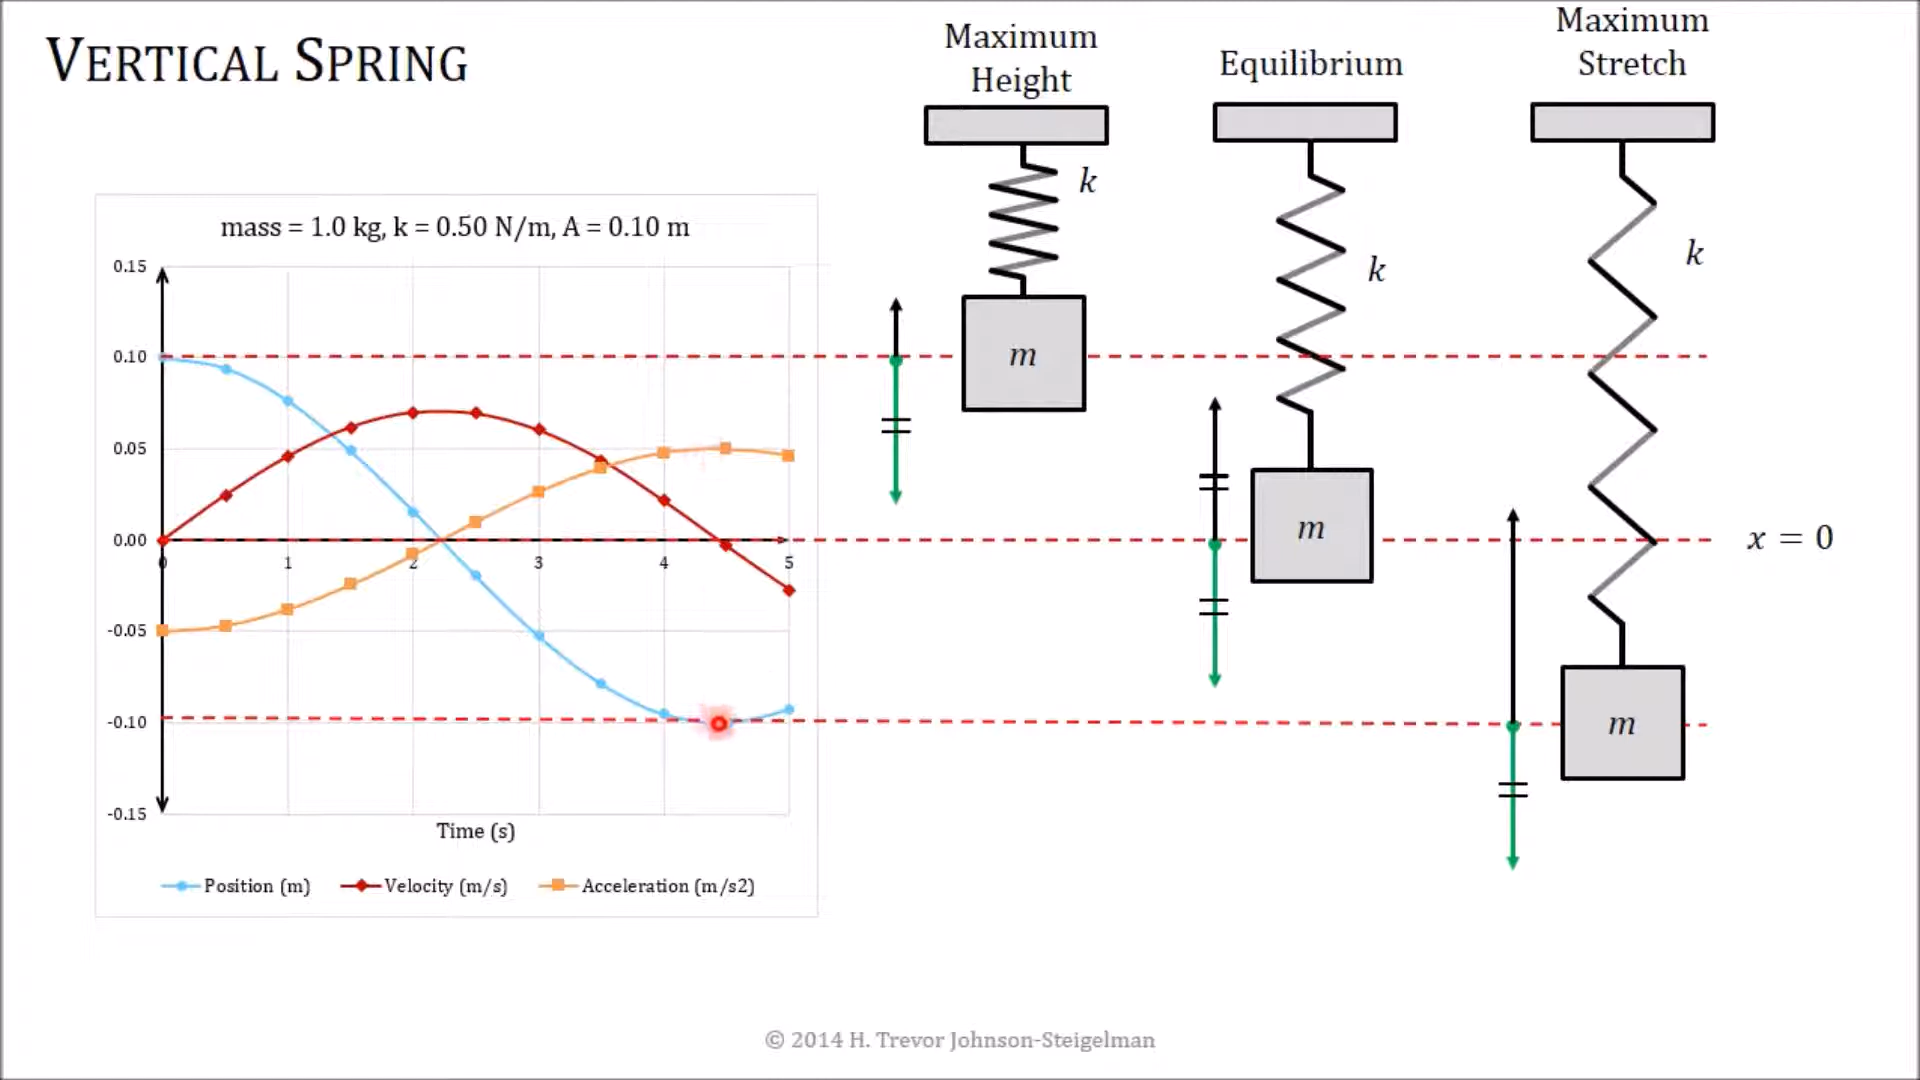 VERTICAL SPRING
Maximum
Height
Equilibrium
Maximum
Stretch
k
k
k
m
m
m
x = 0
mass = 1.0 kg, k = 0.50 N/m, A = 0.10 m
0.15
0.10
0.05
0.00
-0.05
-0.10
-0.15
0
1
2
3
4
5
Time (s)
Position (m)
Velocity (m/s)
Acceleration (m/s2)
© 2014 H. Trevor Johnson-Steigelman